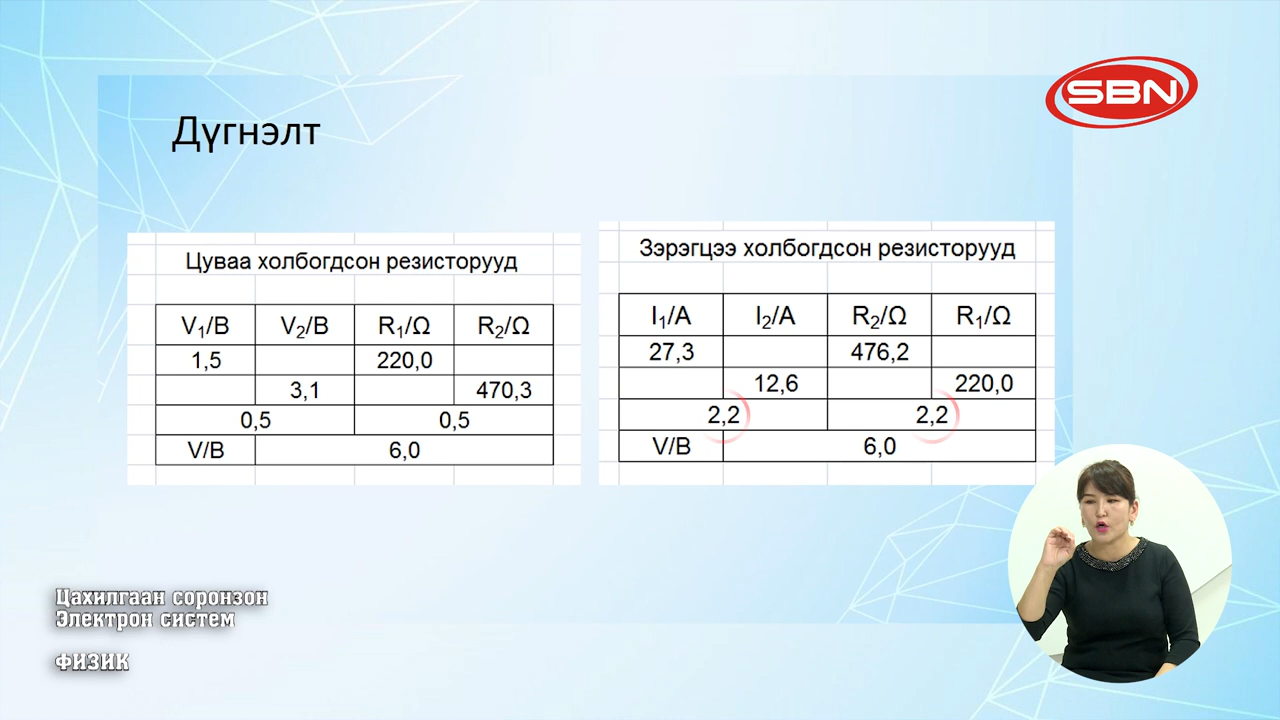 SBN
Дүгнэлт
Цуваа холбогдсон резисторууд
V₁/В V₂/В R₁/Ω R₂/Ω
1,5 220,0
3,1 470,3
0,5 0,5
V/В 6,0
Зэрэгцээ холбогдсон резисторууд
I₁/А I₂/А R₂/Ω R₁/Ω
27,3 476,2
12,6 220,0
2,2 2,2
V/В 6,0
Цахилгаан соронзон
Электрон систем
ФИЗИК